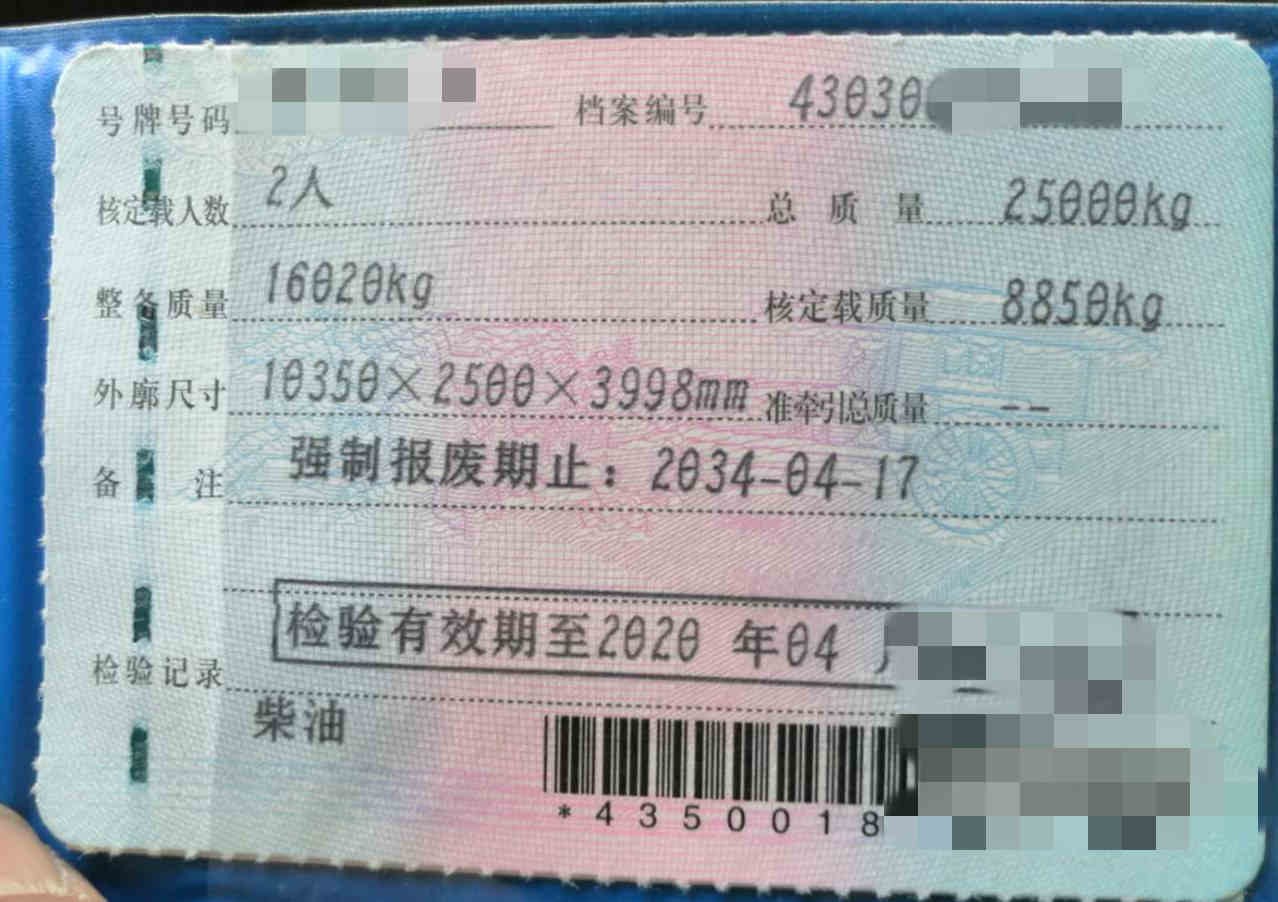 号牌号码 档案编号 43030
核定载人数 2人 总质量 25000kg
整备质量 16020kg 核定载质量 8850kg
外廓尺寸 10350×2500×3998mm 准牵引总质量 --
备注 强制报废期止：2034-04-17
检验记录 检验有效期至2020 年04
柴油
*4350018